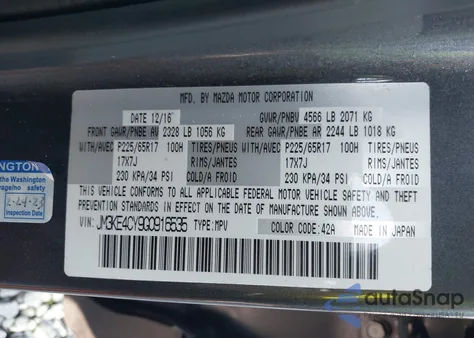 MFD. BY MAZDA MOTOR CORPORATION
DATE 12/16 GVWR/PNBV 4566 LB 2071 KG
FRONT GAWR/PNBE AV 2328 LB 1056 KG REAR GAWR/PNBE AR 2244 LB 1018 KG
WITH/AVEC P225/65R17 100H TIRES/PNEUS WITH/AVEC P225/65R17 100H TIRES/PNEUS
17X7J RIMS/JANTES 17X7J RIMS/JANTES
230 KPA/34 PSI COLD/A FROID 230 KPA/34 PSI COLD/A FROID
THIS VEHICLE CONFORMS TO ALL APPLICABLE FEDERAL MOTOR VEHICLE SAFETY AND THEFT
PREVENTION STANDARDS IN EFFECT ON THE DATE OF MANUFACTURE SHOWN ABOVE.
VIN: JM3KE4CY9G0916535 TYPE: MPV COLOR CODE: 42A MADE IN JAPAN
INGTON
the Washington
safety
Inspection Date
autoSnap